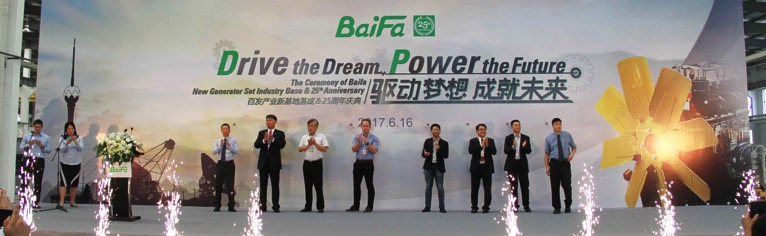 BaiFa 25
Drive the Dream, Power the Future
The Ceremony of Baifa
New Generator Set Industry Base & 25th Anniversary
百发产业新基地落成&25周年庆典
驱动梦想 成就未来
2017.6.16
BaiFa